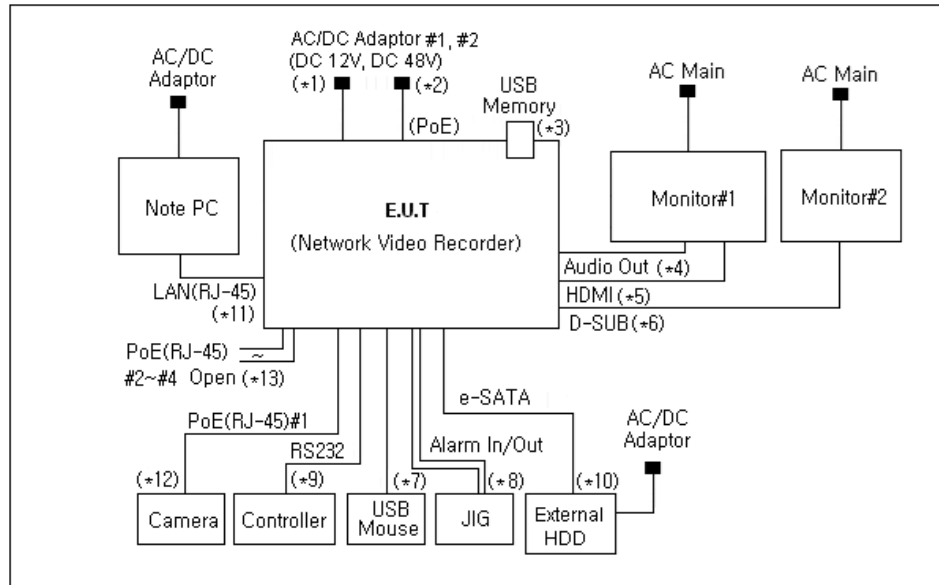 AC/DC Adaptor #1, #2
(DC 12V, DC 48V)
(*1) (*2)
AC/DC
Adaptor
USB
Memory
(*3)
(PoE)
AC Main
AC Main
Note PC
E.U.T
(Network Video Recorder)
Monitor#1
Monitor#2
Audio Out (*4)
HDMI (*5)
D-SUB(*6)
LAN(RJ-45)
(*11)
PoE(RJ-45) ~
#2~#4 Open (*13)
PoE(RJ-45)#1
RS232
Alarm In/Out
e-SATA
AC/DC
Adaptor
(*12) (*9) (*7) (*8) (*10)
Camera
Controller
USB
Mouse
JIG
External
HDD